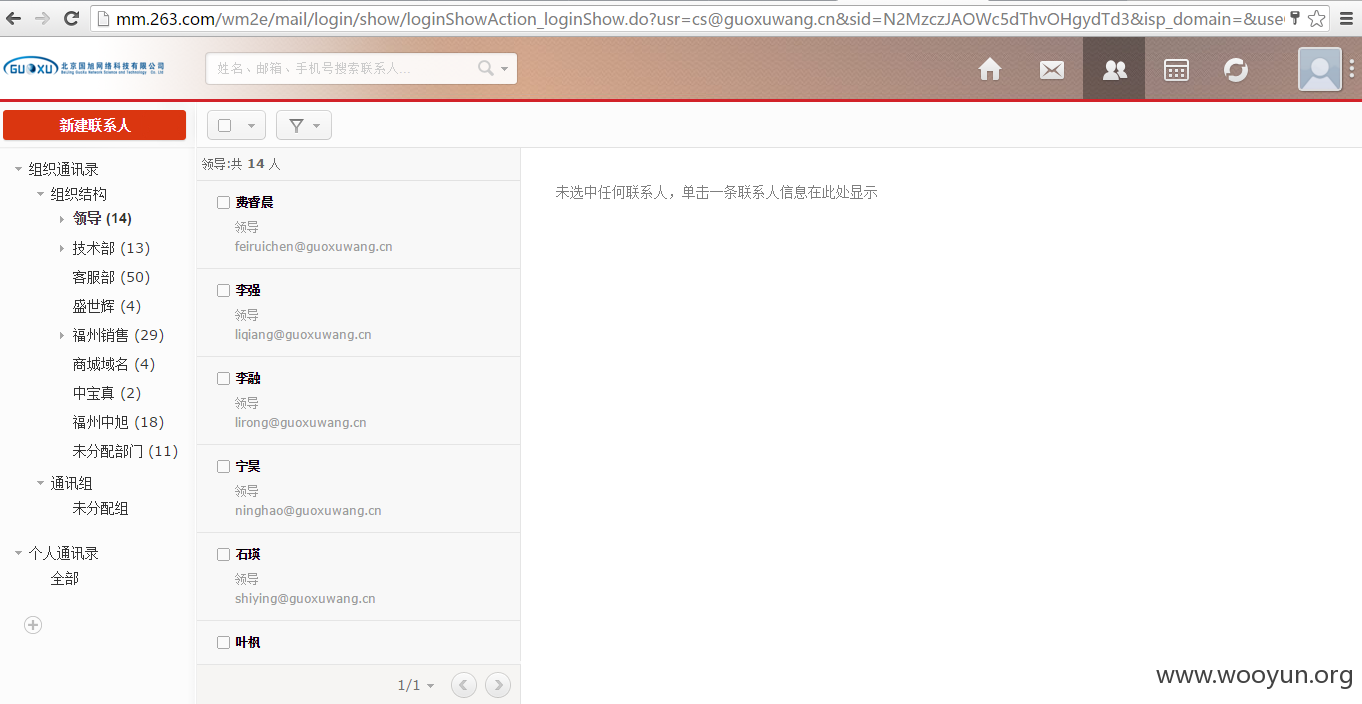 mm.263.com/wm2e/mail/login/show/loginShowAction_loginShow.do?usr=cs@guoxuwang.cn&sid=N2MzczJAOWc5dThvOHgydTd3&isp_domain=&use
GUOXU 北京国旭网络科技有限公司
Beijing GuoXu Network Science and Technology Co. Ltd
姓名、邮箱、手机号搜索联系人...
新建联系人
组织通讯录
组织结构
领导 (14)
技术部 (13)
客服部 (50)
盛世辉 (4)
福州销售 (29)
商城域名 (4)
中宝真 (2)
福州中旭 (18)
未分配部门 (11)
通讯组
未分配组
个人通讯录
全部
领导:共 14 人
费睿晨
领导
feiruichen@guoxuwang.cn
李强
领导
liqiang@guoxuwang.cn
李融
领导
lirong@guoxuwang.cn
宁昊
领导
ninghao@guoxuwang.cn
石瑛
领导
shiying@guoxuwang.cn
叶枫
1/1
未选中任何联系人，单击一条联系人信息在此处显示
www.wooyun.org